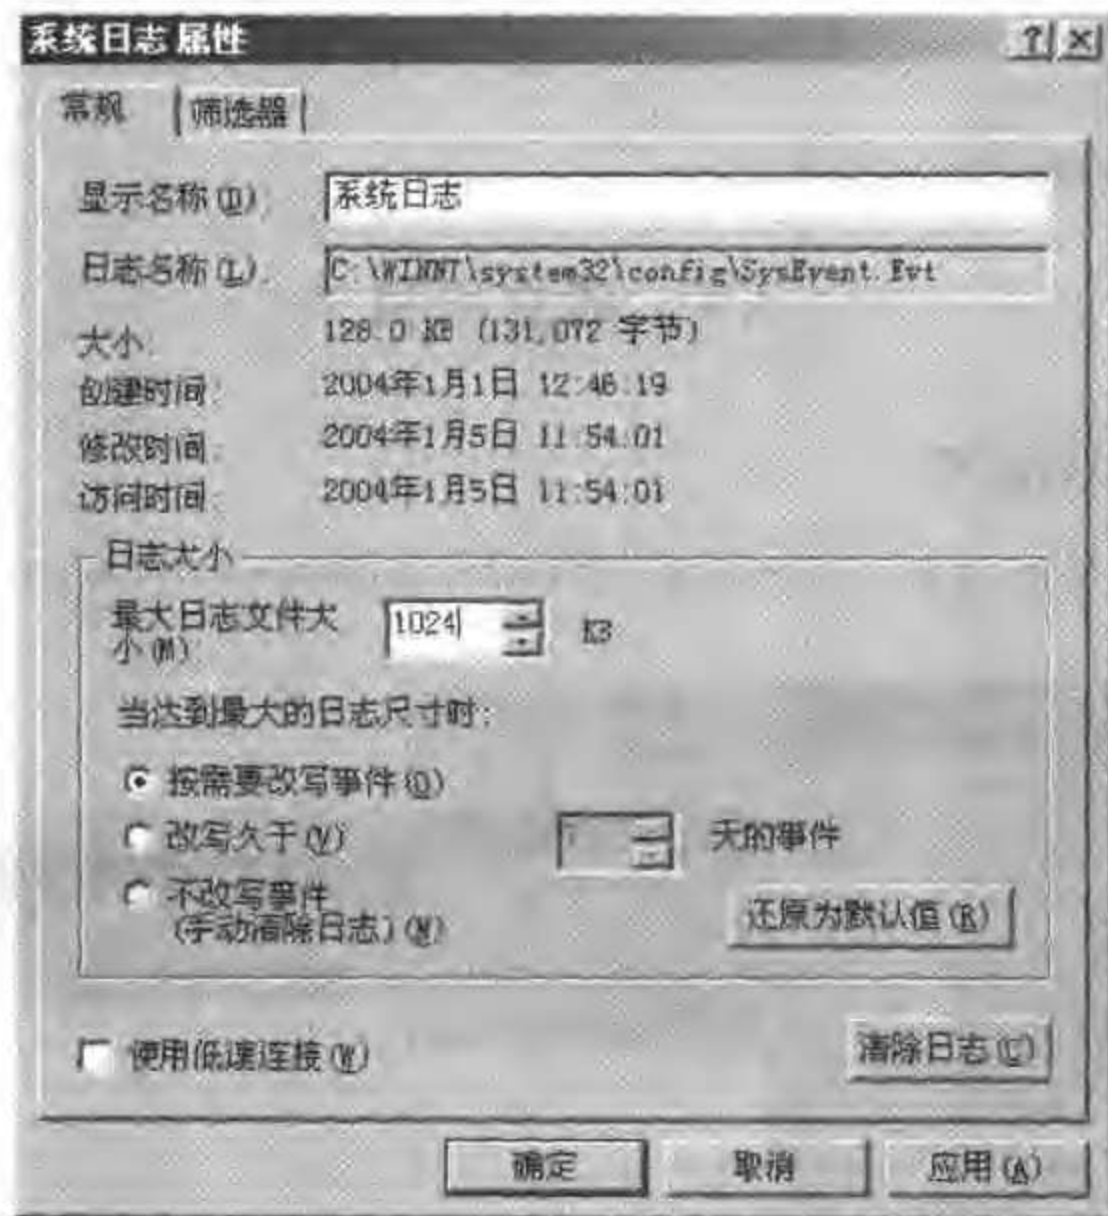 系统日志 属性
常规 筛选器
显示名称(D): 系统日志
日志名称(L): C:\WINNT\system32\config\SysEvent.Evt
大小: 128.0 KB (131,072 字节)
创建时间: 2004年1月1日 12:46:19
修改时间: 2004年1月5日 11:54:01
访问时间: 2004年1月5日 11:54:01
日志大小
最大日志文件大
小(M): 1024 KB
当达到最大的日志尺寸时:
按需要改写事件(O)
改写久于(V) 天的事件
不改写事件
(手动清除日志)(N)
还原为默认值(R)
使用低速连接(W)
清除日志(C)
确定 取消 应用(A)